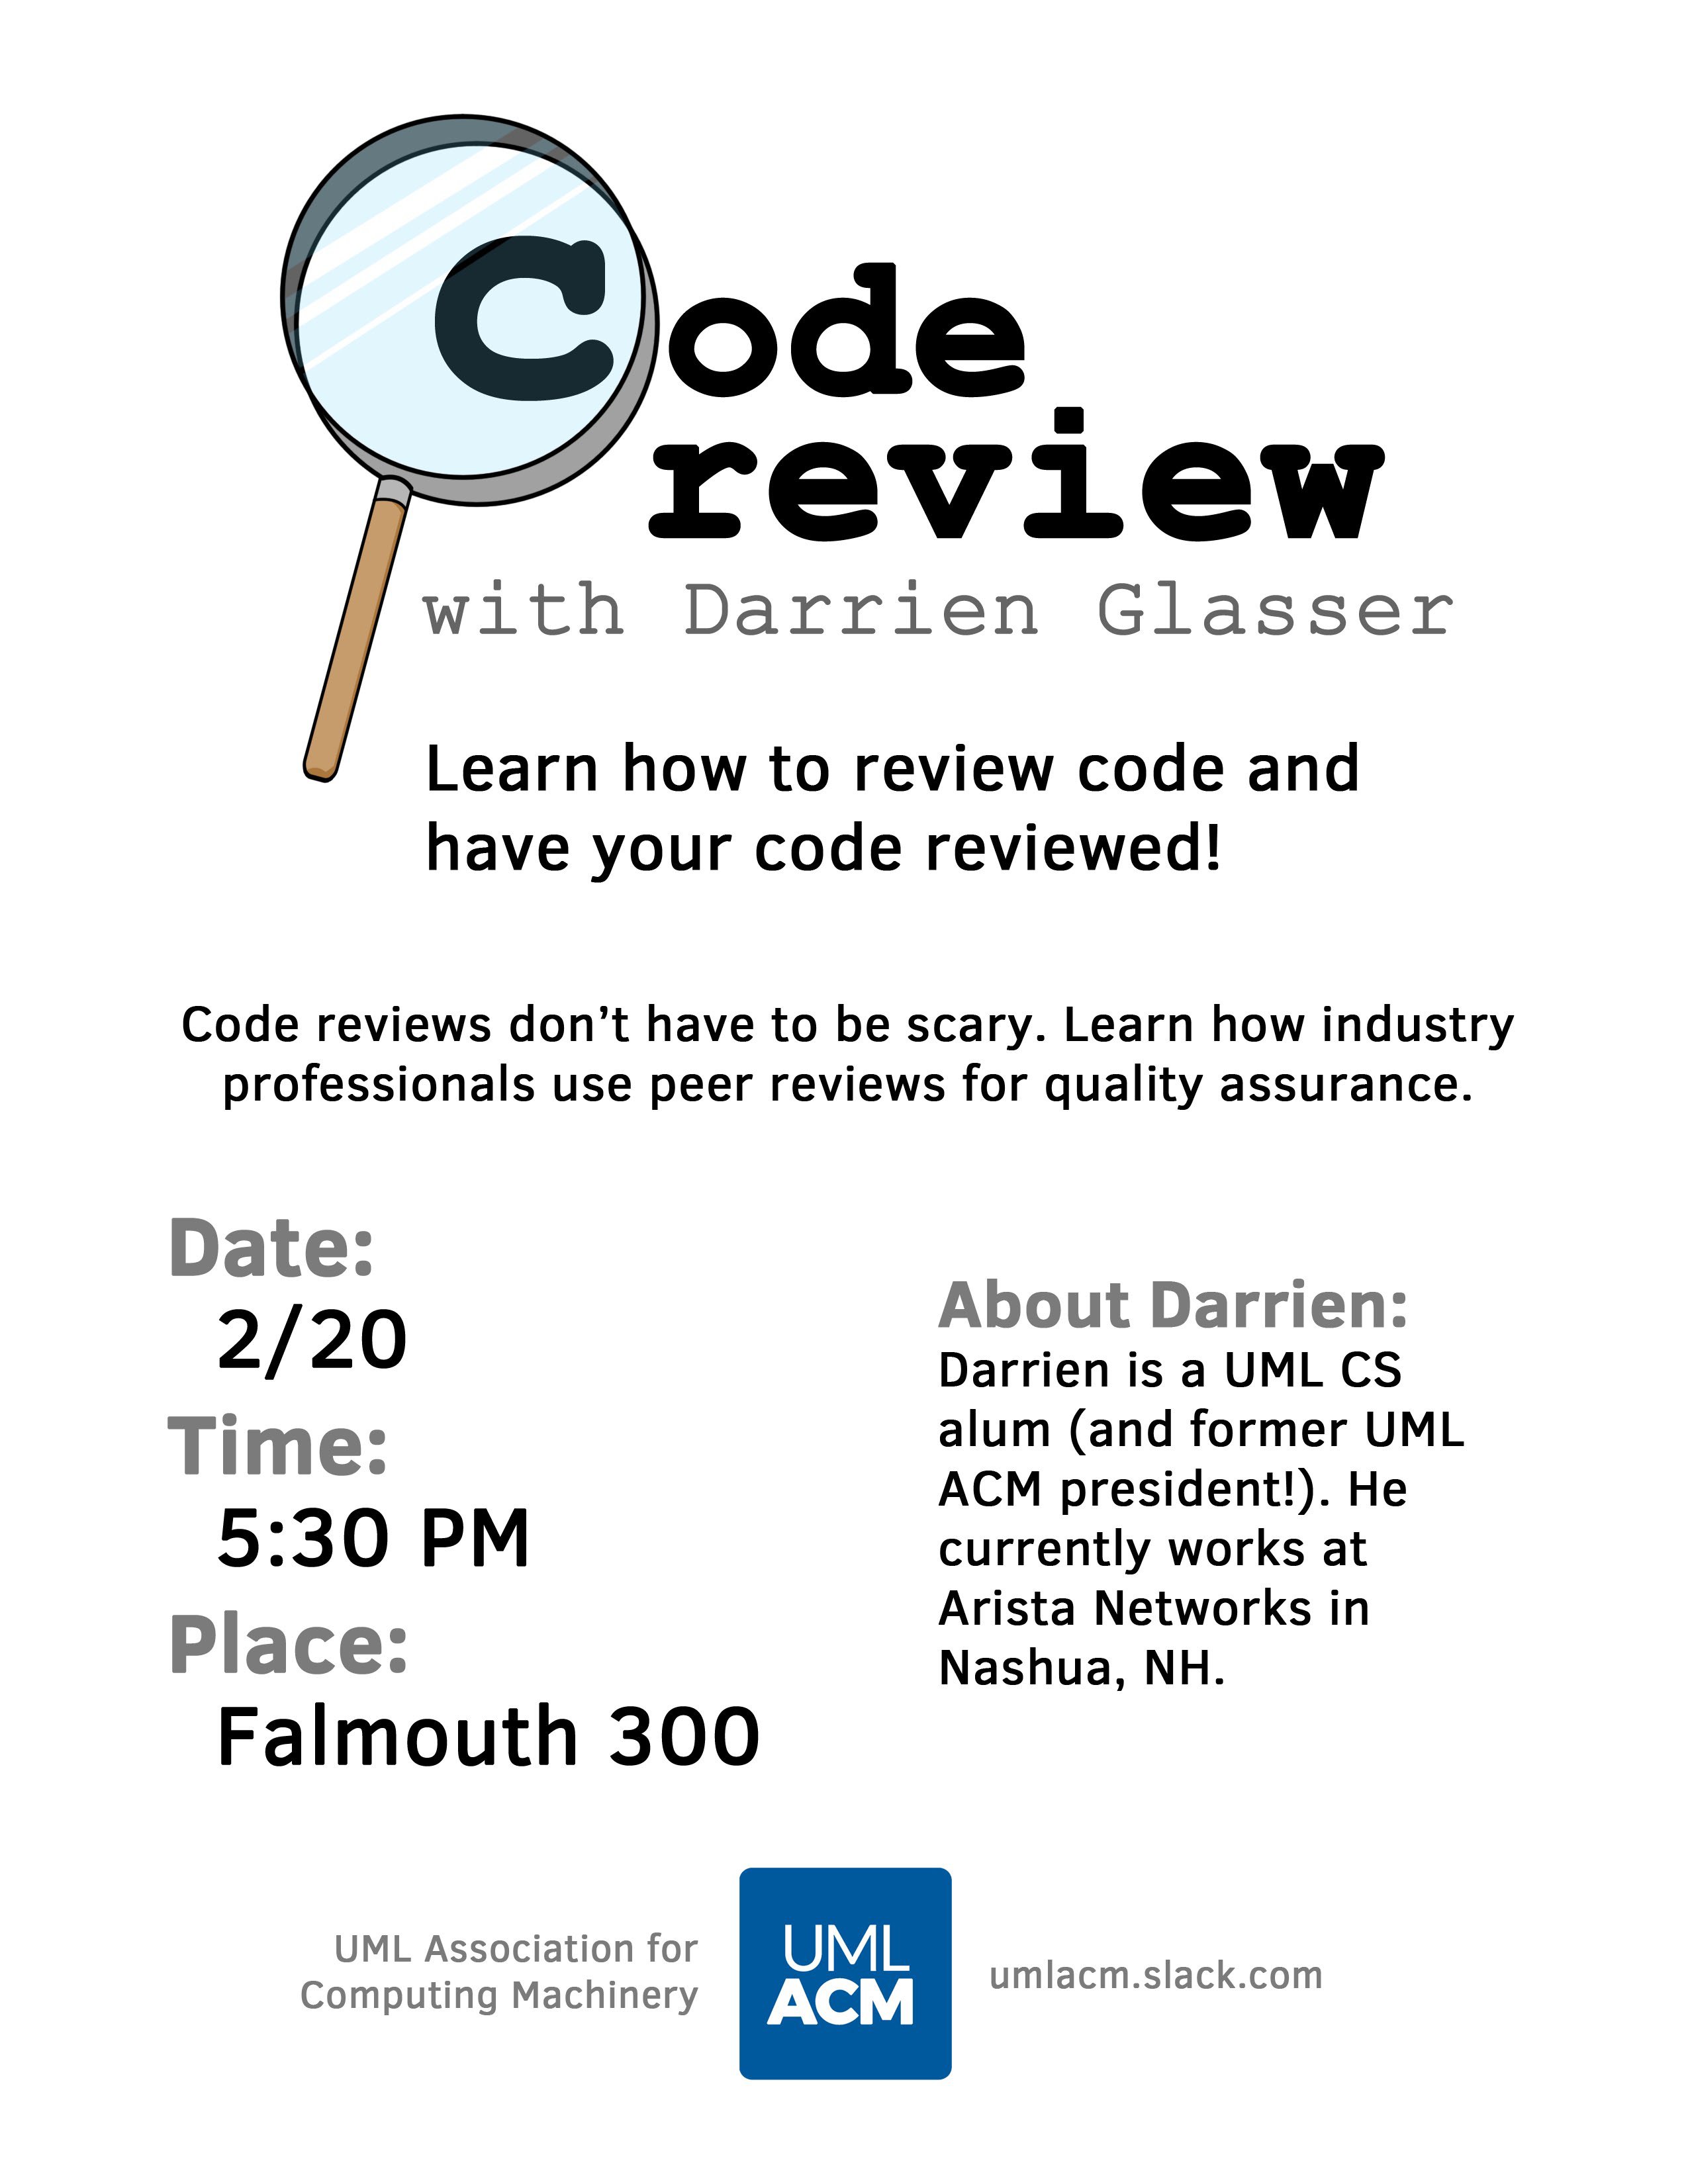 Code
review
with Darrien Glasser
Learn how to review code and
have your code reviewed!
Code reviews don’t have to be scary. Learn how industry
professionals use peer reviews for quality assurance.
Date:
2/20
Time:
5:30 PM
Place:
Falmouth 300
About Darrien:
Darrien is a UML CS
alum (and former UML
ACM president!). He
currently works at
Arista Networks in
Nashua, NH.
UML Association for
Computing Machinery
UML
ACM
umlacm.slack.com